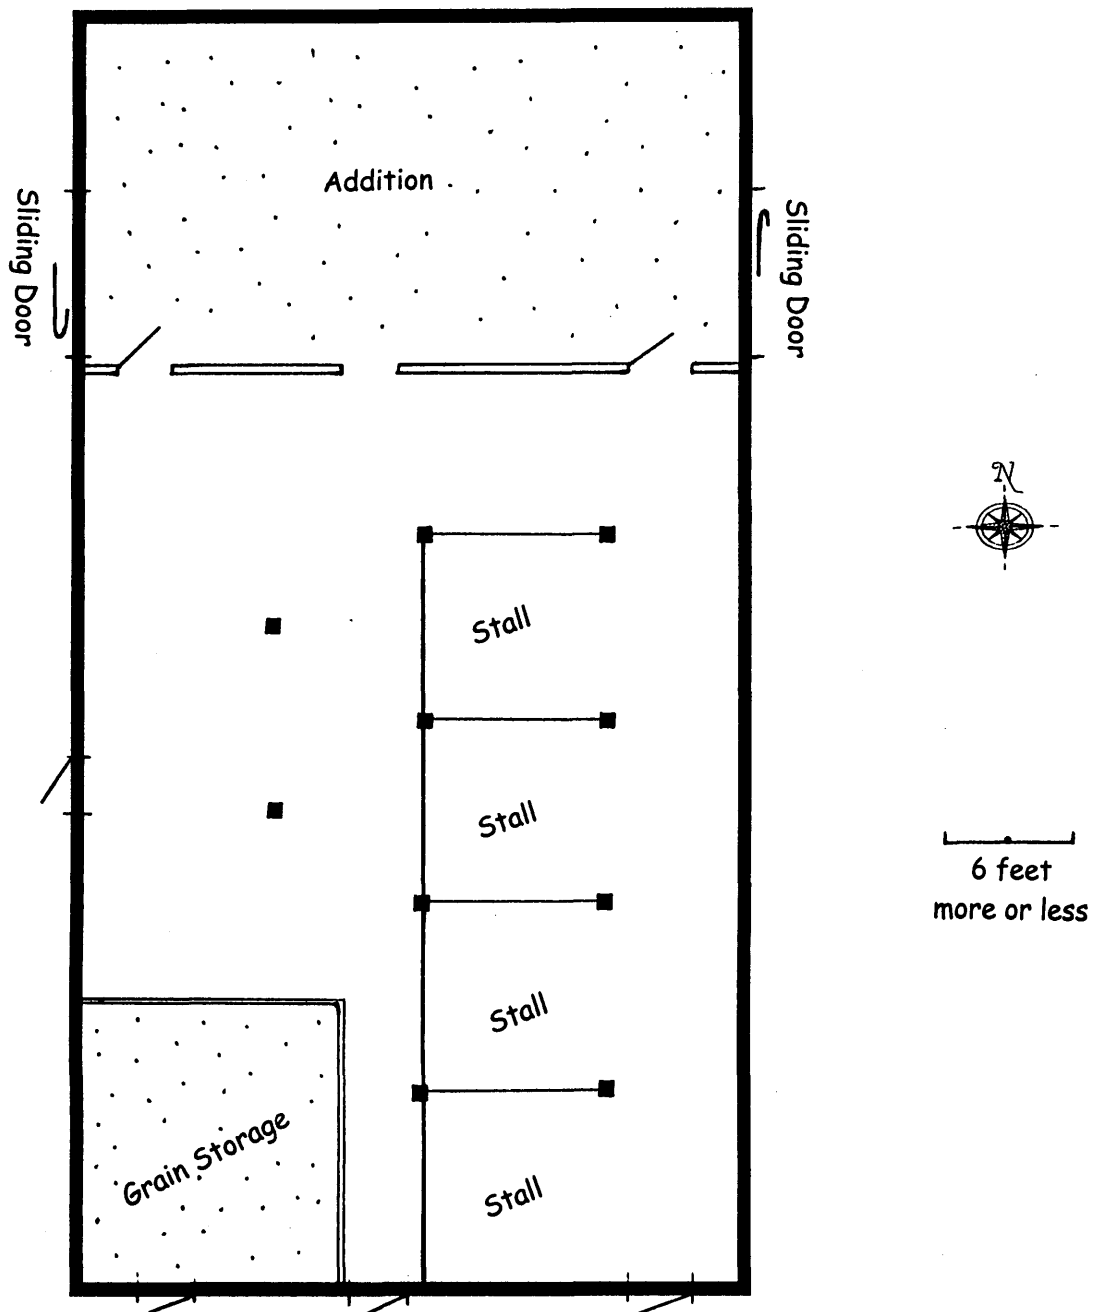 Addition
Sliding Door
Sliding Door
N
Stall
Stall
6 feet
more or less
Stall
Grain Storage
Stall